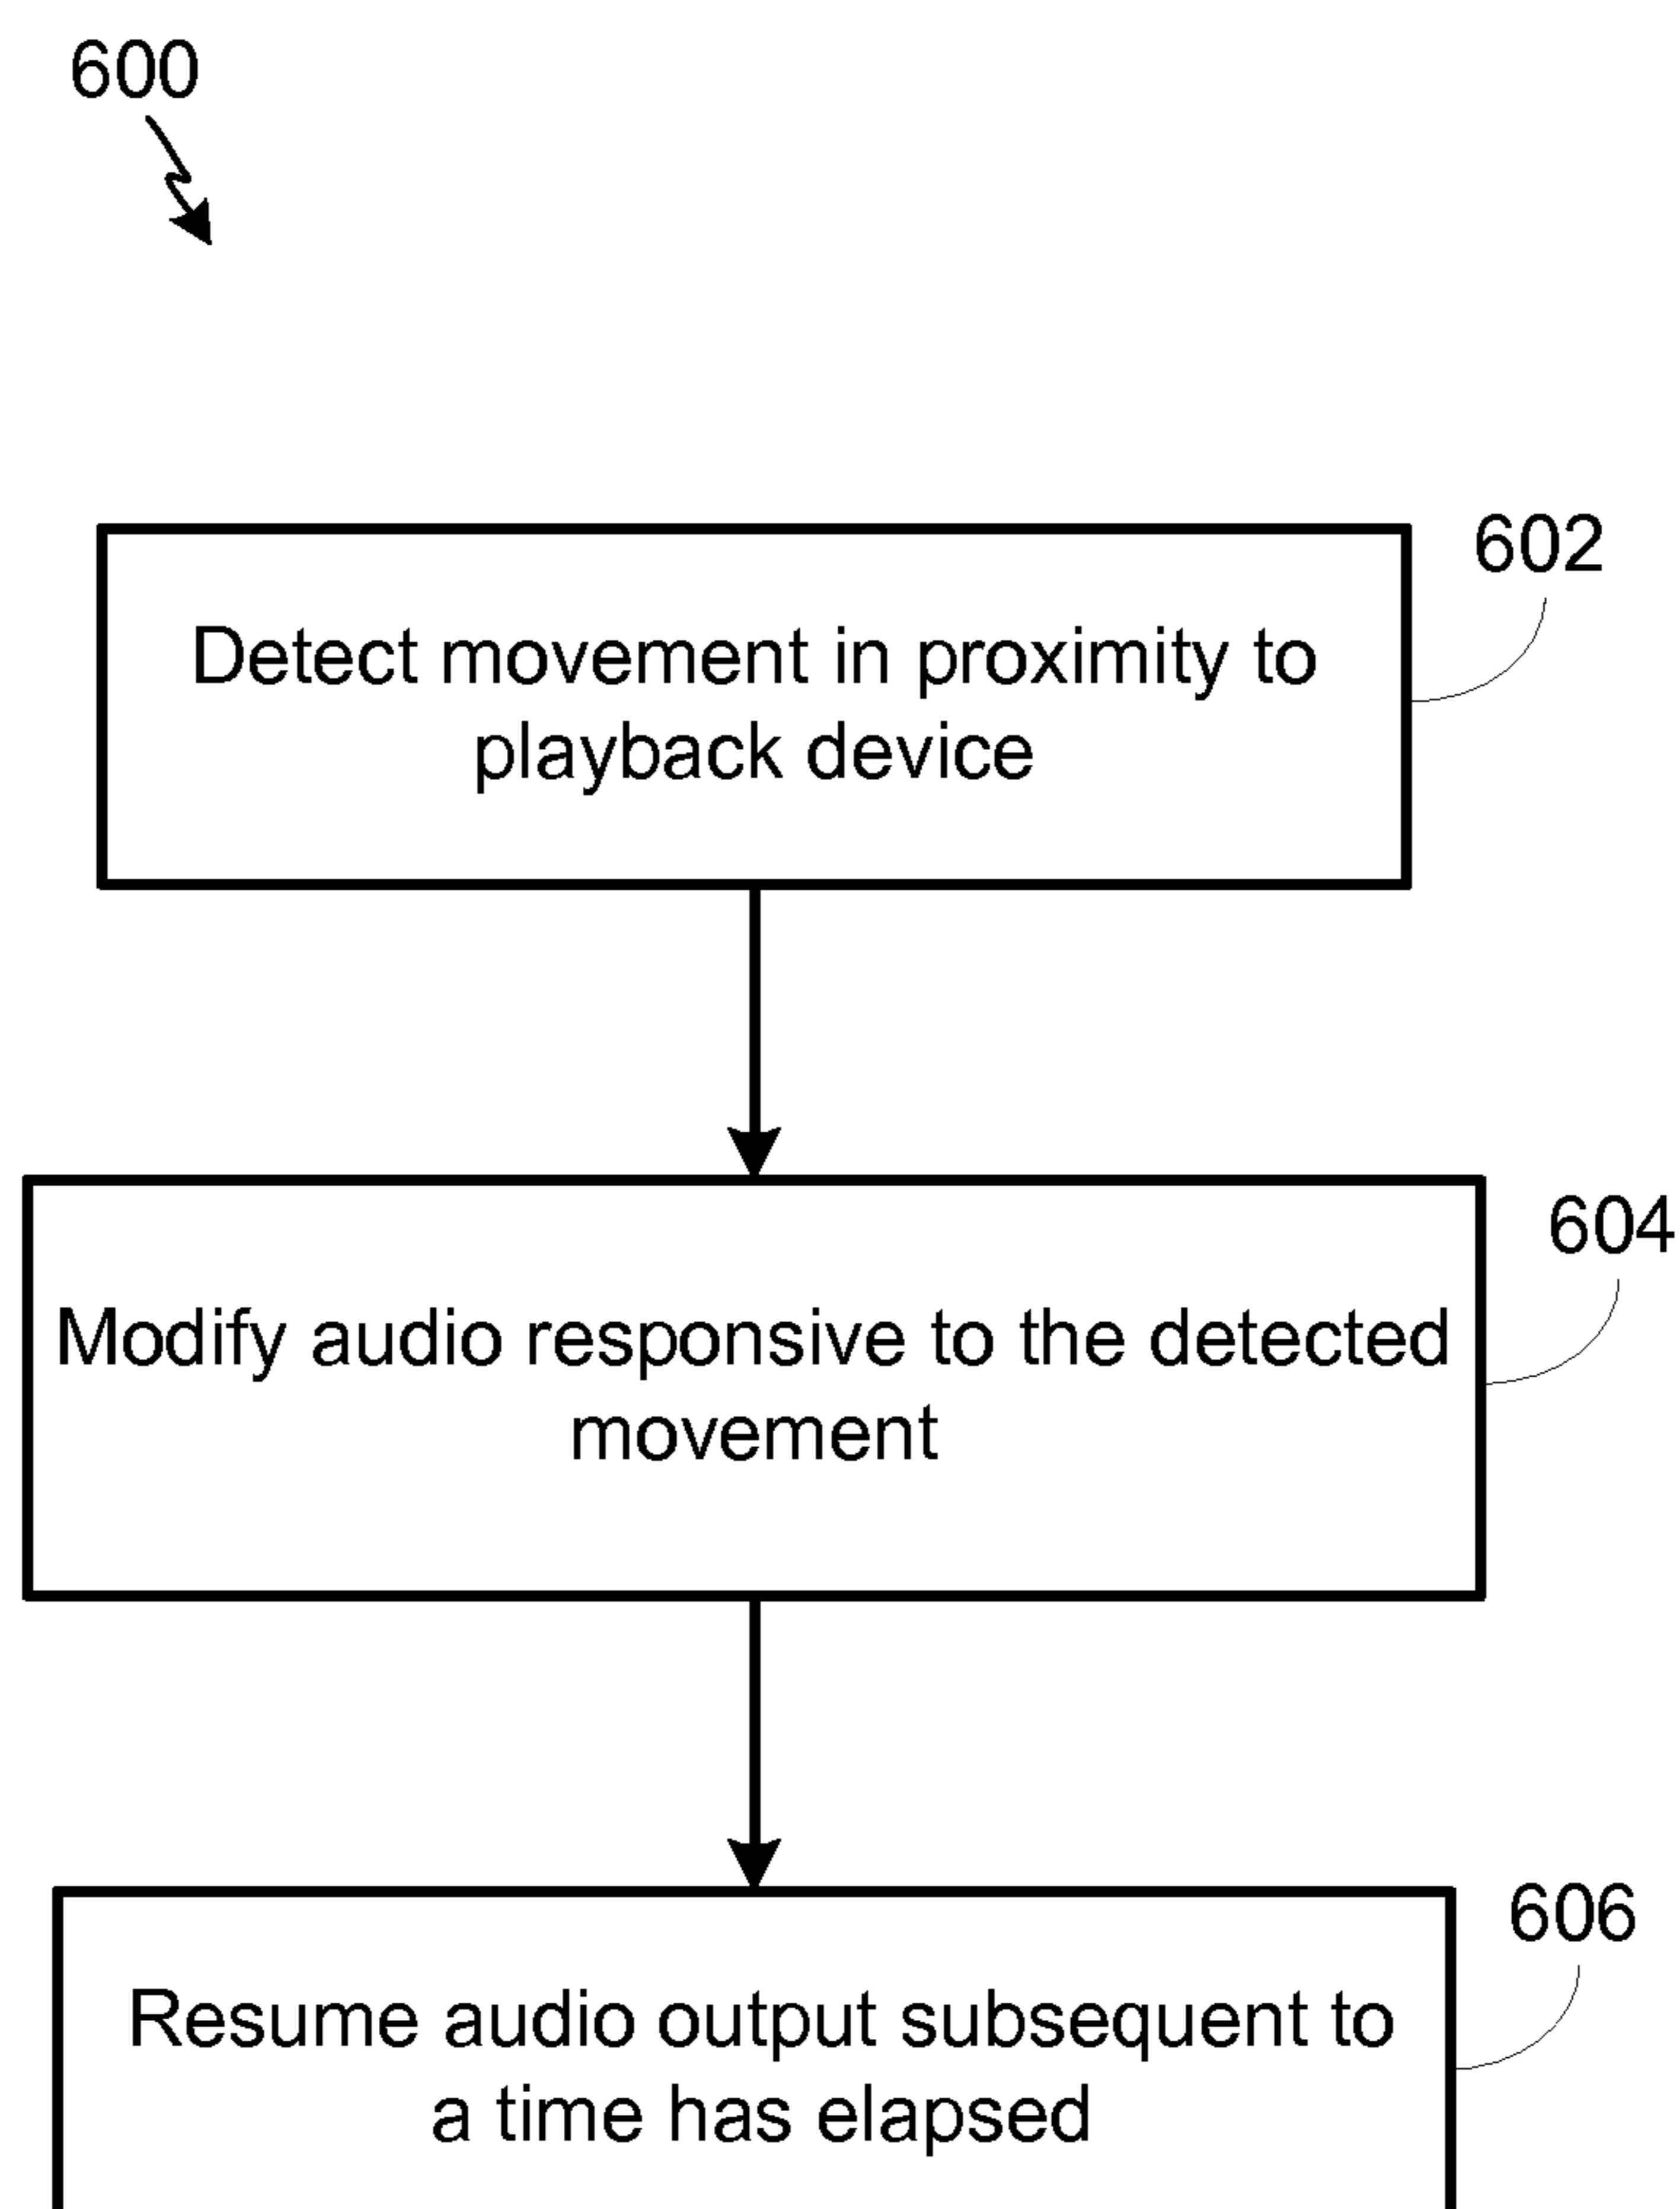 600
602
Detect movement in proximity to
playback device
604
Modify audio responsive to the detected
movement
606
Resume audio output subsequent to
a time has elapsed